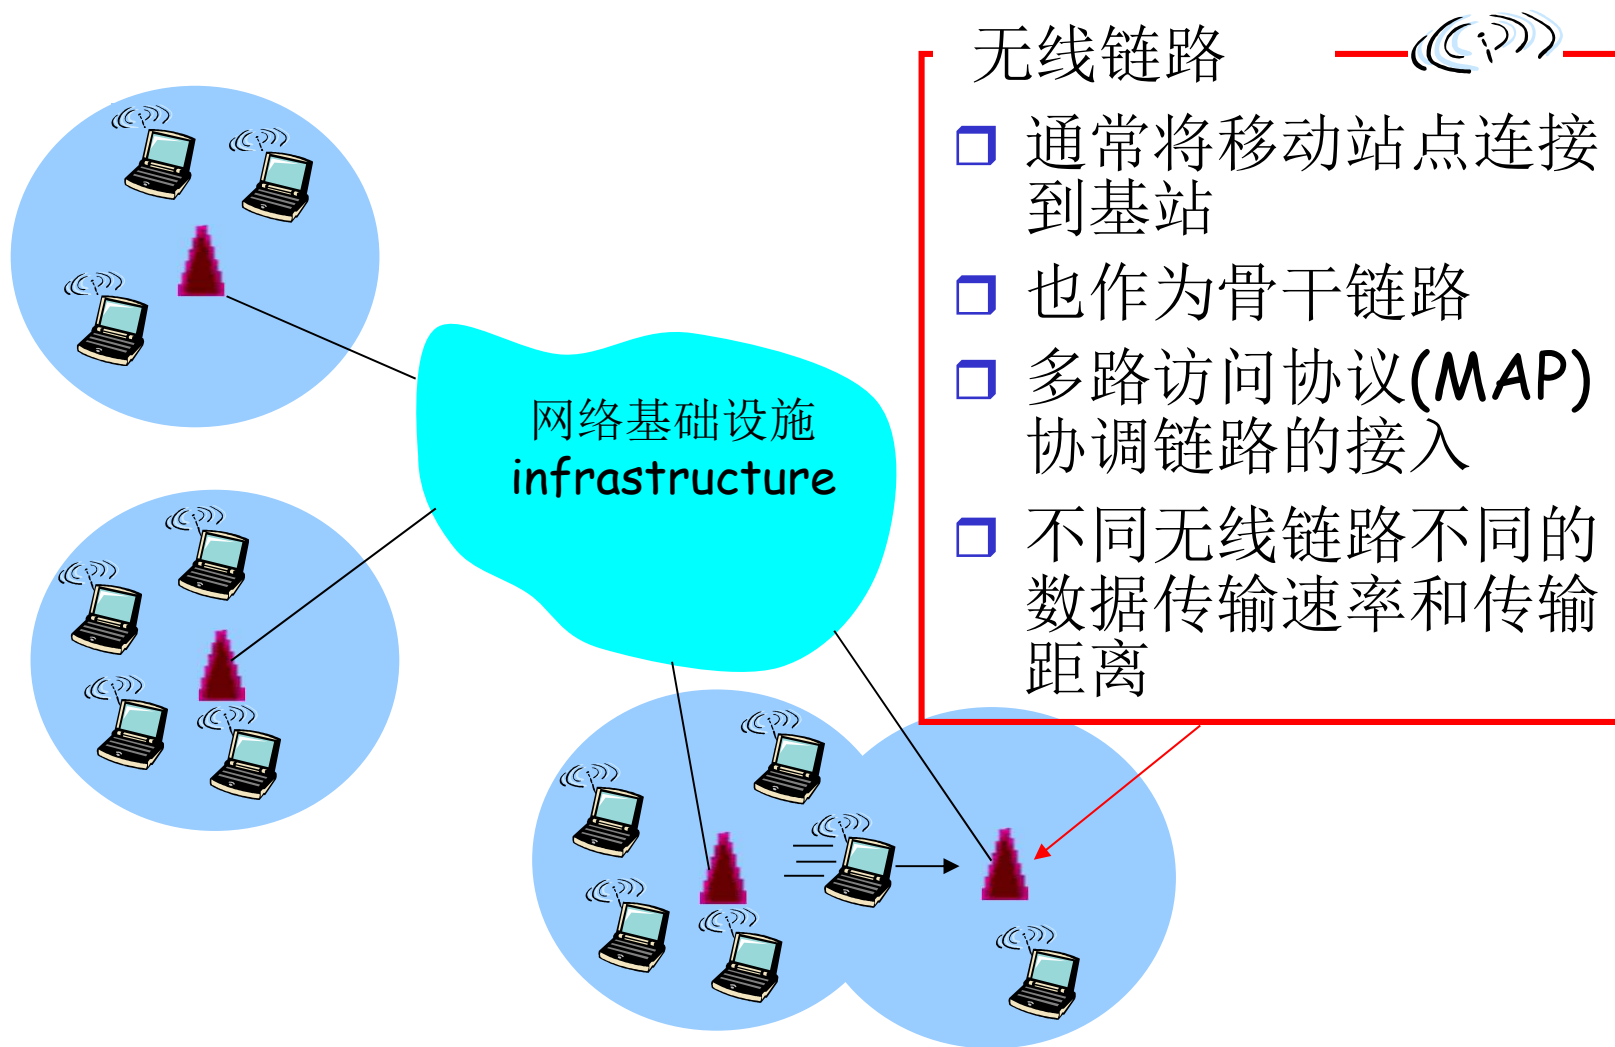 无线链路
通常将移动站点连接
到基站
也作为骨干链路
多路访问协议(MAP)
协调链路的接入
不同无线链路不同的
数据传输速率和传输
距离
网络基础设施
infrastructure